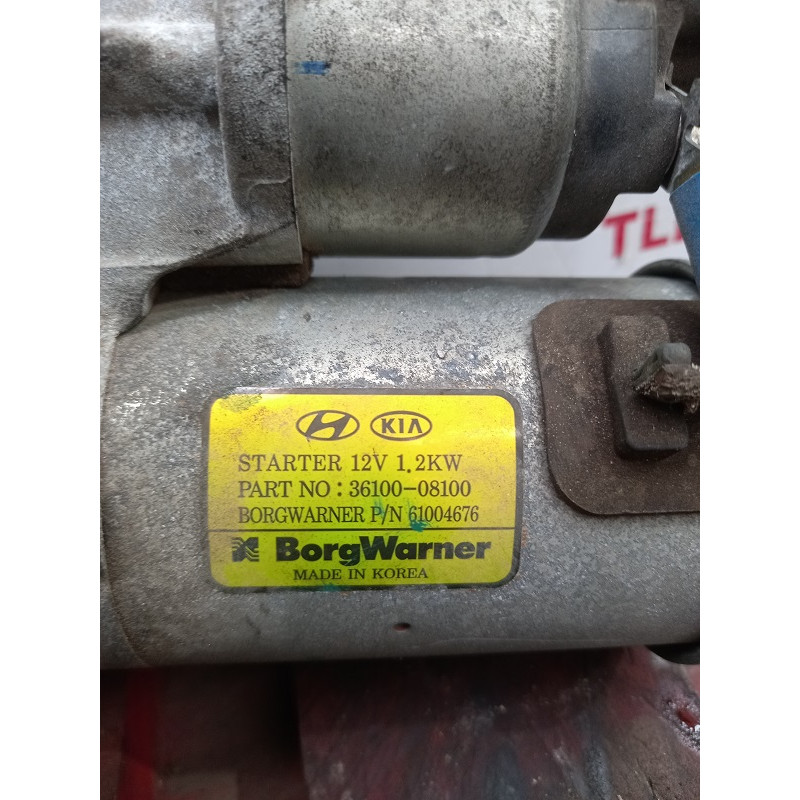 TL
KIA
STARTER 12V 1.2KW
PART NO : 36100-08100
BORGWARNER P/N 61004676
BorgWarner
MADE IN KOREA